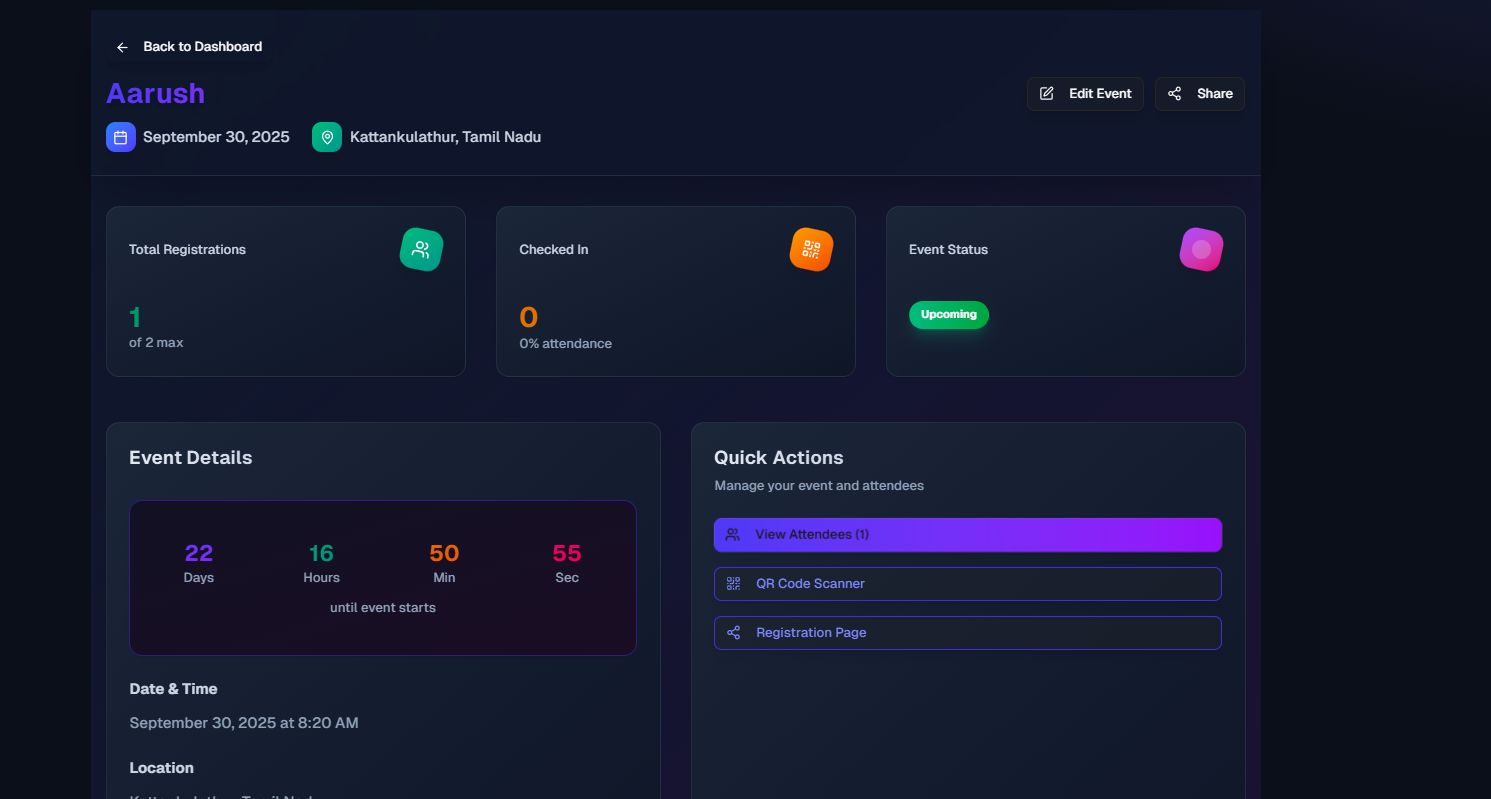 Back to Dashboard
Aarush
Edit Event
Share
September 30, 2025
Kattankulathur, Tamil Nadu
Total Registrations
1
of 2 max
Checked In
0
0% attendance
Event Status
Upcoming
Event Details
22
Days
16
Hours
50
Min
55
Sec
until event starts
Date & Time
September 30, 2025 at 8:20 AM
Location
Quick Actions
Manage your event and attendees
View Attendees (1)
QR Code Scanner
Registration Page